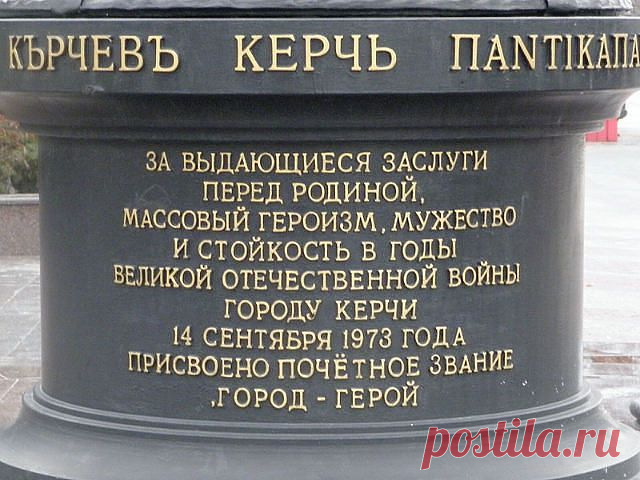 КЪРЧЕВЪ КЕРЧЬ ПАNТIКАПА
ЗА ВЫДАЮЩИЕСЯ ЗАСЛУГИ
ПЕРЕД РОДИНОЙ,
МАССОВЫЙ ГЕРОИЗМ, МУЖЕСТВО
И СТОЙКОСТЬ В ГОДЫ
ВЕЛИКОЙ ОТЕЧЕСТВЕННОЙ ВОЙНЫ
ГОРОДУ КЕРЧИ
14 СЕНТЯБРЯ 1973 ГОДА
ПРИСВОЕНО ПОЧЁТНОЕ ЗВАНИЕ
„ГОРОД - ГЕРОЙ
postila.ru